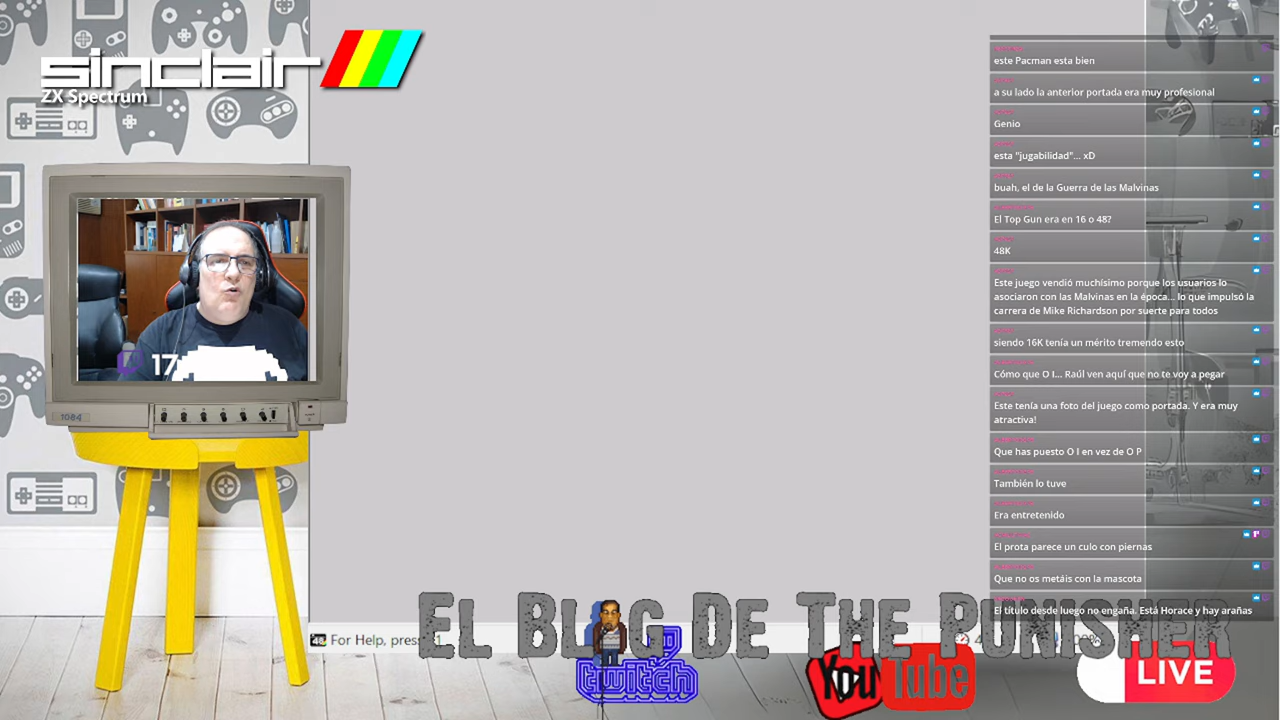 sinclair
ZX Spectrum
17
1084
este Pacman esta bien
a su lado la anterior portada era muy profesional
Genio
esta "jugabilidad"... xD
buah, el de la Guerra de las Malvinas
El Top Gun era en 16 o 48?
48K
Este juego vendió muchísimo porque los usuarios lo
asociaron con las Malvinas en la época... lo que impulsó la
carrera de Mike Richardson por suerte para todos
siendo 16K tenía un mérito tremendo esto
Cómo que O I... Raúl ven aquí que no te voy a pegar
Este tenía una foto del juego como portada. Y era muy
atractiva!
Que has puesto O I en vez de O P
También lo tuve
Era entretenido
El prota parece un culo con piernas
Que no os metáis con la mascota
El título desde luego no engaña. Está Horace y hay arañas
For Help, press
El Blog De The Punisher
twitch
YouTube
LIVE